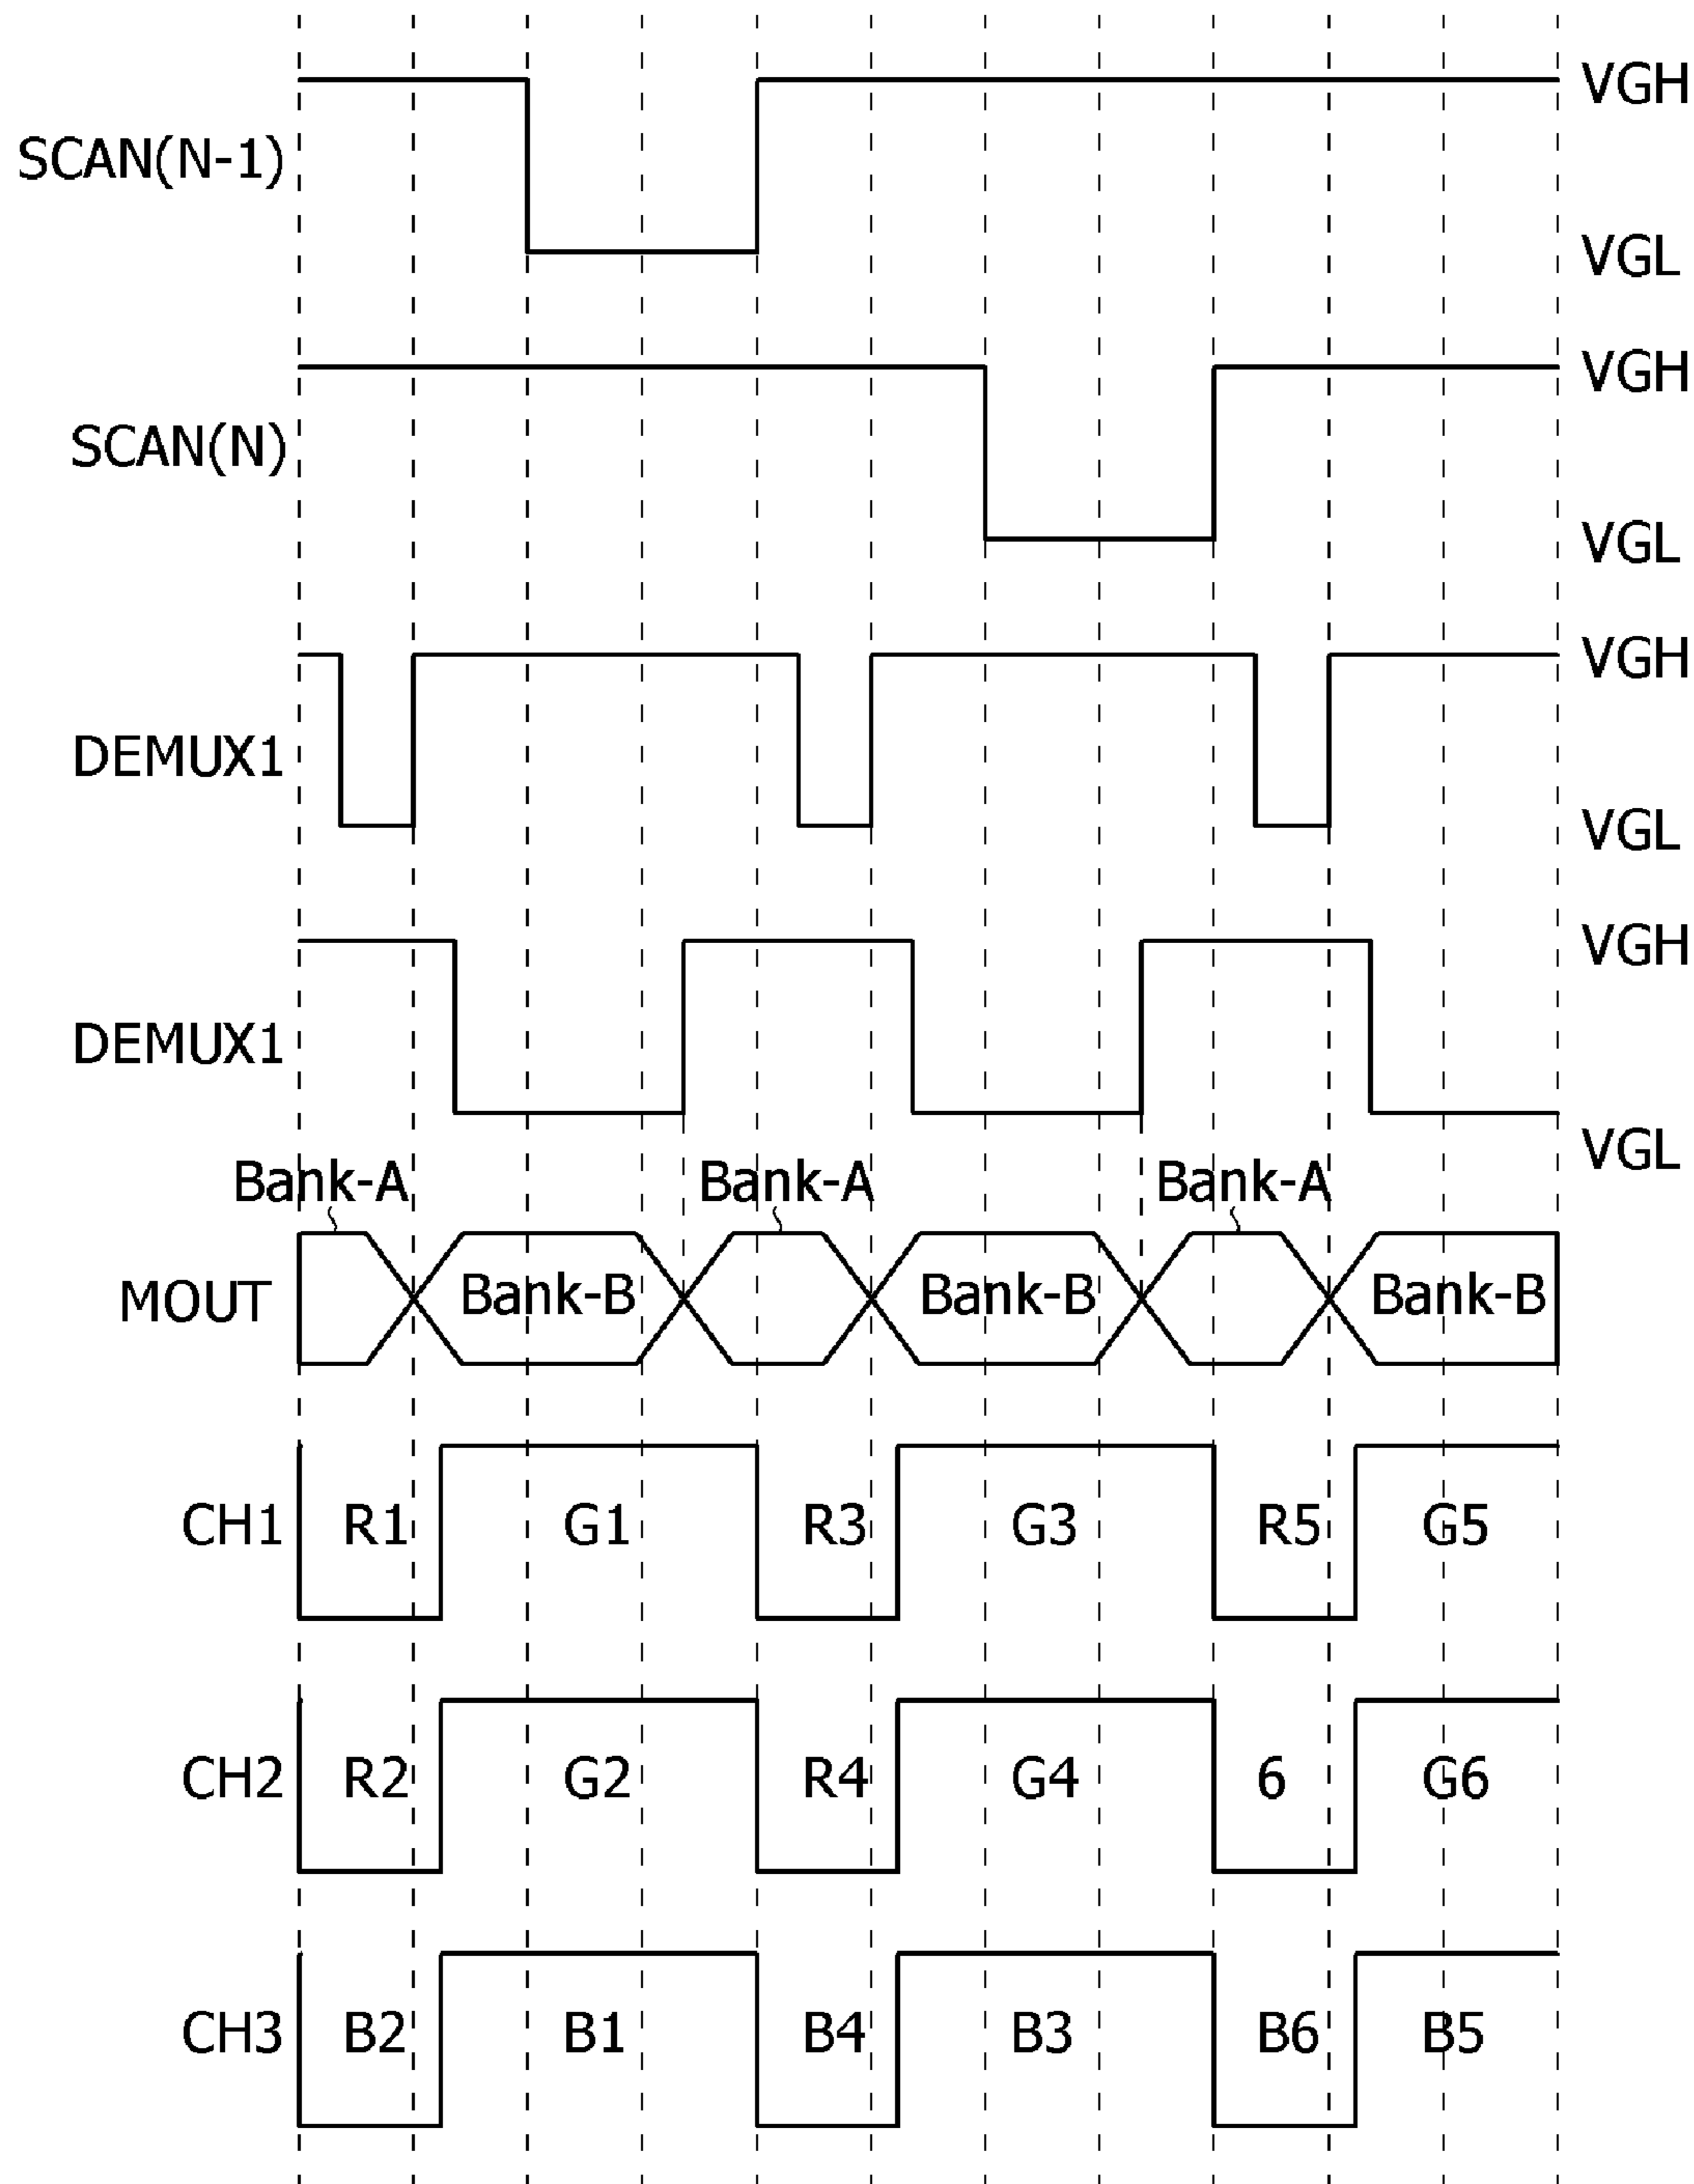 VGH
SCAN(N-1)
VGL
VGH
SCAN(N)
VGL
VGH
DEMUX1
VGL
VGH
DEMUX1
VGL
Bank-A Bank-A Bank-A
MOUT Bank-B Bank-B Bank-B
CH1 R1 G1 R3 G3 R5 G5
CH2 R2 G2 R4 G4 6 G6
CH3 B2 B1 B4 B3 B6 B5